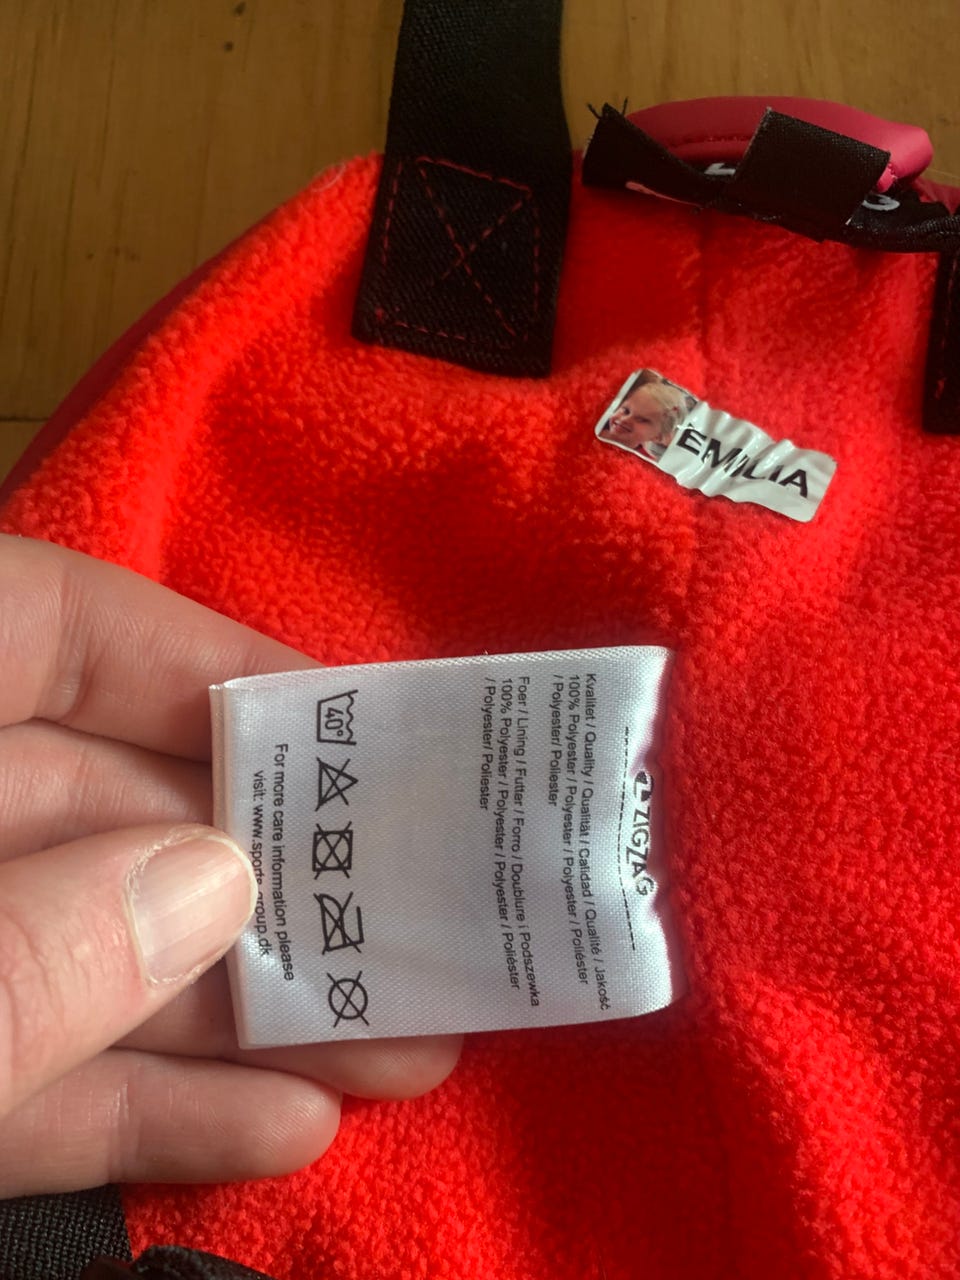 EMILIA
ZIGZAG
Kvalitet / Quality / Qualität / Calidad / Qualité / Jakość
100% Polyester / Polyester / Polyester / Poliéster
/ Polyester/ Poliester
Foer / Lining / Futter / Forro / Doublure i Podszewka
100% Polyester / Polyester / Polyester / Poliéster
/ Polyester/ Poliester
40°
For more care information please
visit: www.sports-group.dk